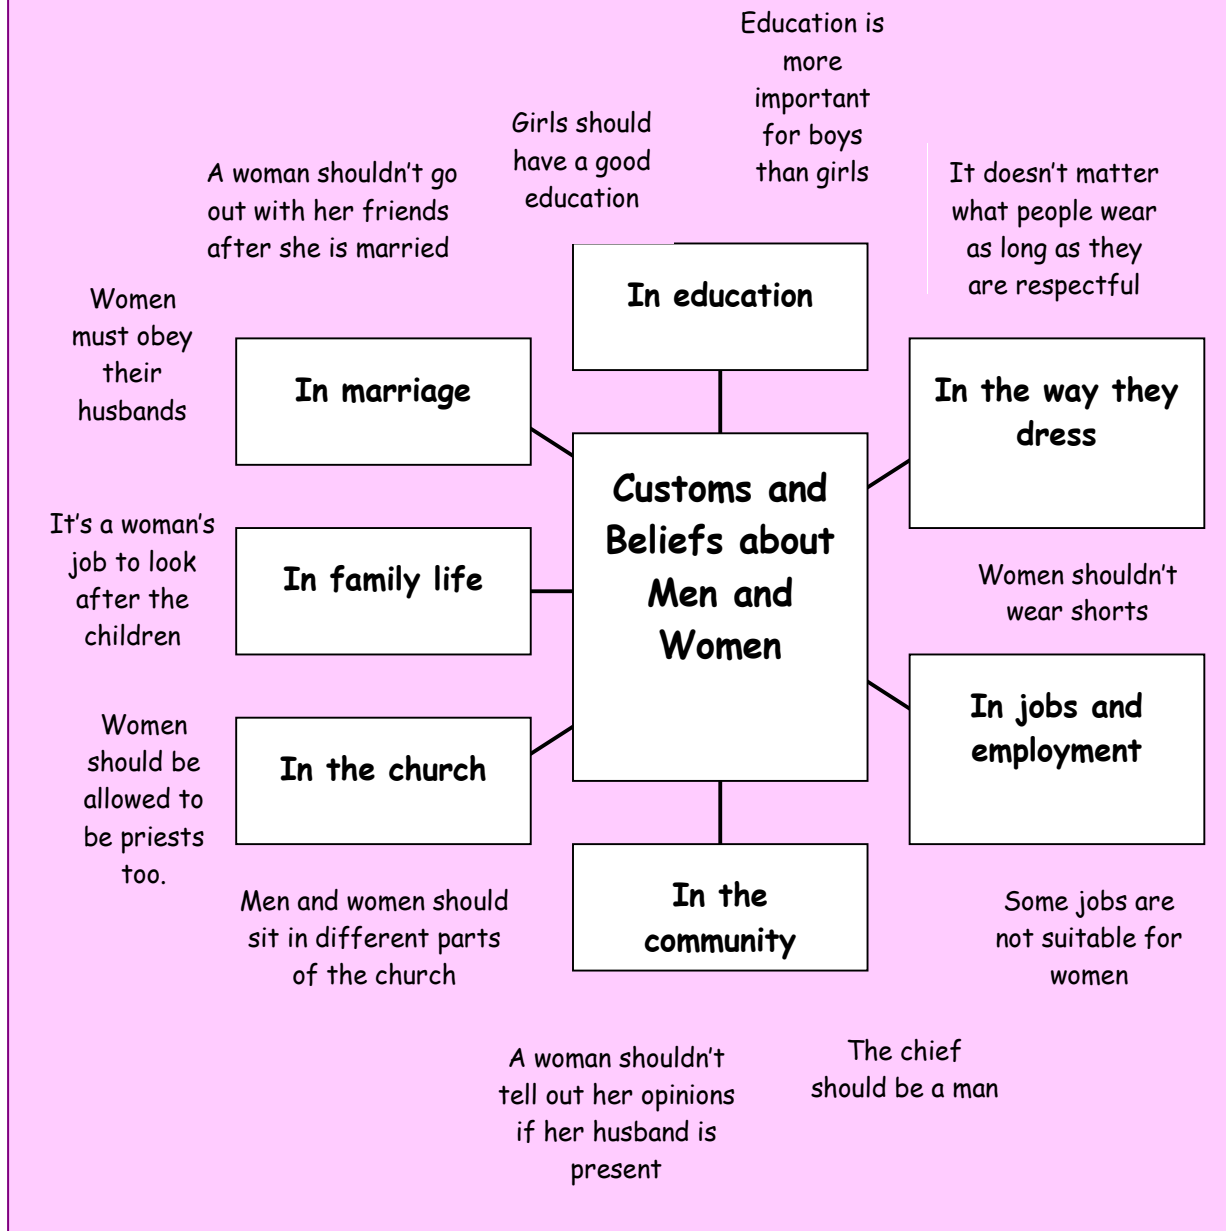 Education is
more
important
for boys
than girls
Girls should
have a good
education
A woman shouldn't go
out with her friends
after she is married
It doesn't matter
what people wear
as long as they
are respectful
In education
Women
must obey
their
husbands
In marriage
In the way they
dress
Customs and
Beliefs about
Men and
Women
It's a woman's
job to look
after the
children
In family life
Women shouldn't
wear shorts
In jobs and
employment
Women
should be
allowed to
be priests
too.
In the church
Men and women should
sit in different parts
of the church
In the
community
Some jobs are
not suitable for
women
A woman shouldn't
tell out her opinions
if her husband is
present
The chief
should be a man